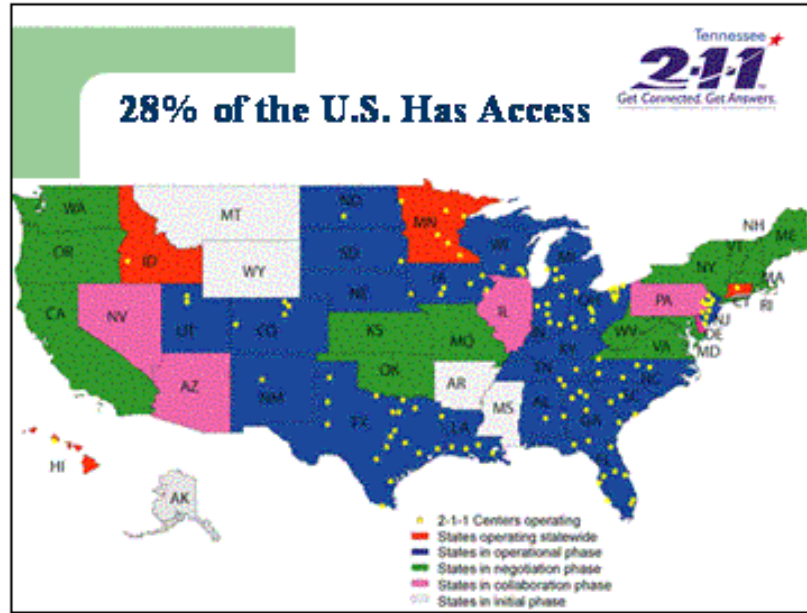 Tennessee
2-1-1
Get Connected. Get Answers.
28% of the U.S. Has Access
WA
OR
CA
ID
NV
AZ
MT
WY
UT
CO
NM
ND
SD
NE
KS
OK
TX
MN
IA
MO
AR
LA
WI
IL
MS
MI
IN
KY
TN
AL
GA
SC
NC
WV
VA
PA
NY
VT
NH
ME
MA
CT
RI
NJ
DE
MD
HI
AK
2-1-1 Centers operating
States operating statewide
States in operational phase
States in negotiation phase
States in collaboration phase
States in initial phase